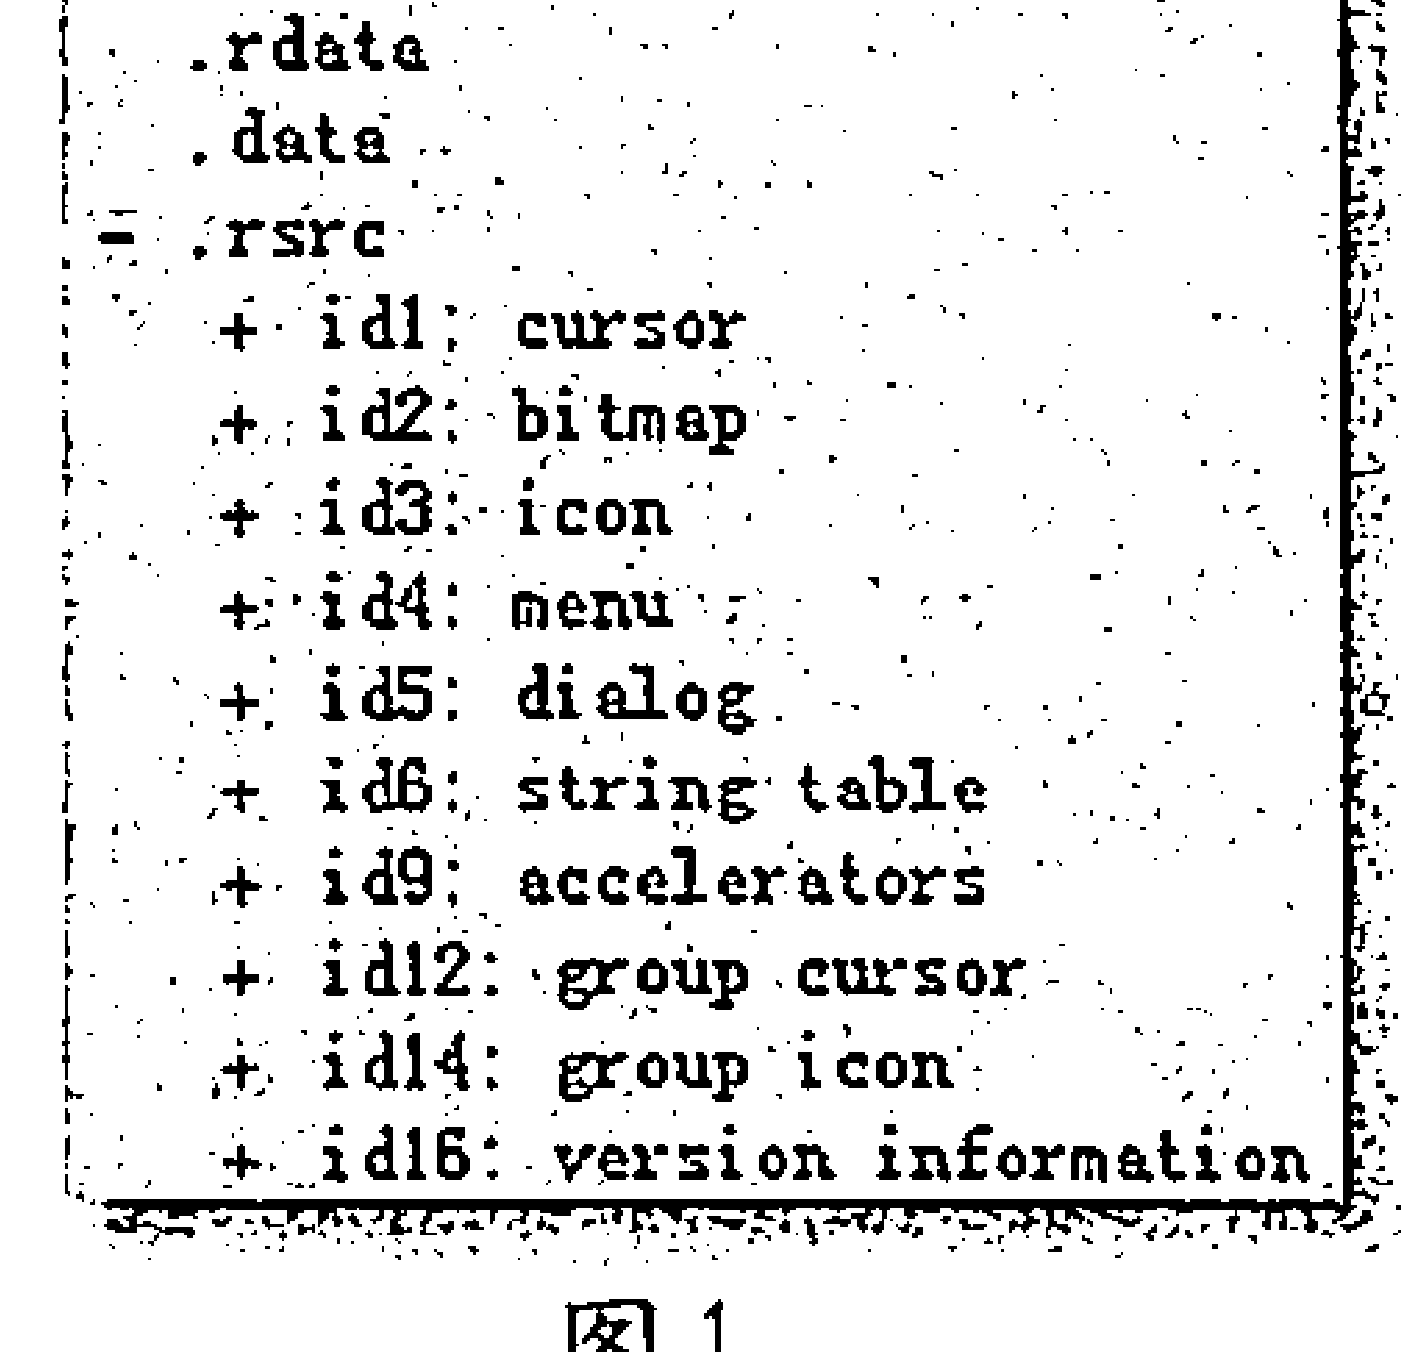 .rdata
.data
- .rsrc
+ id1: cursor
+ id2: bitmap
+ id3: icon
+ id4: menu
+ id5: dialog
+ id6: string table
+ id9: accelerators
+ id12: group cursor
+ id14: group icon
+ id16: version information
图 1